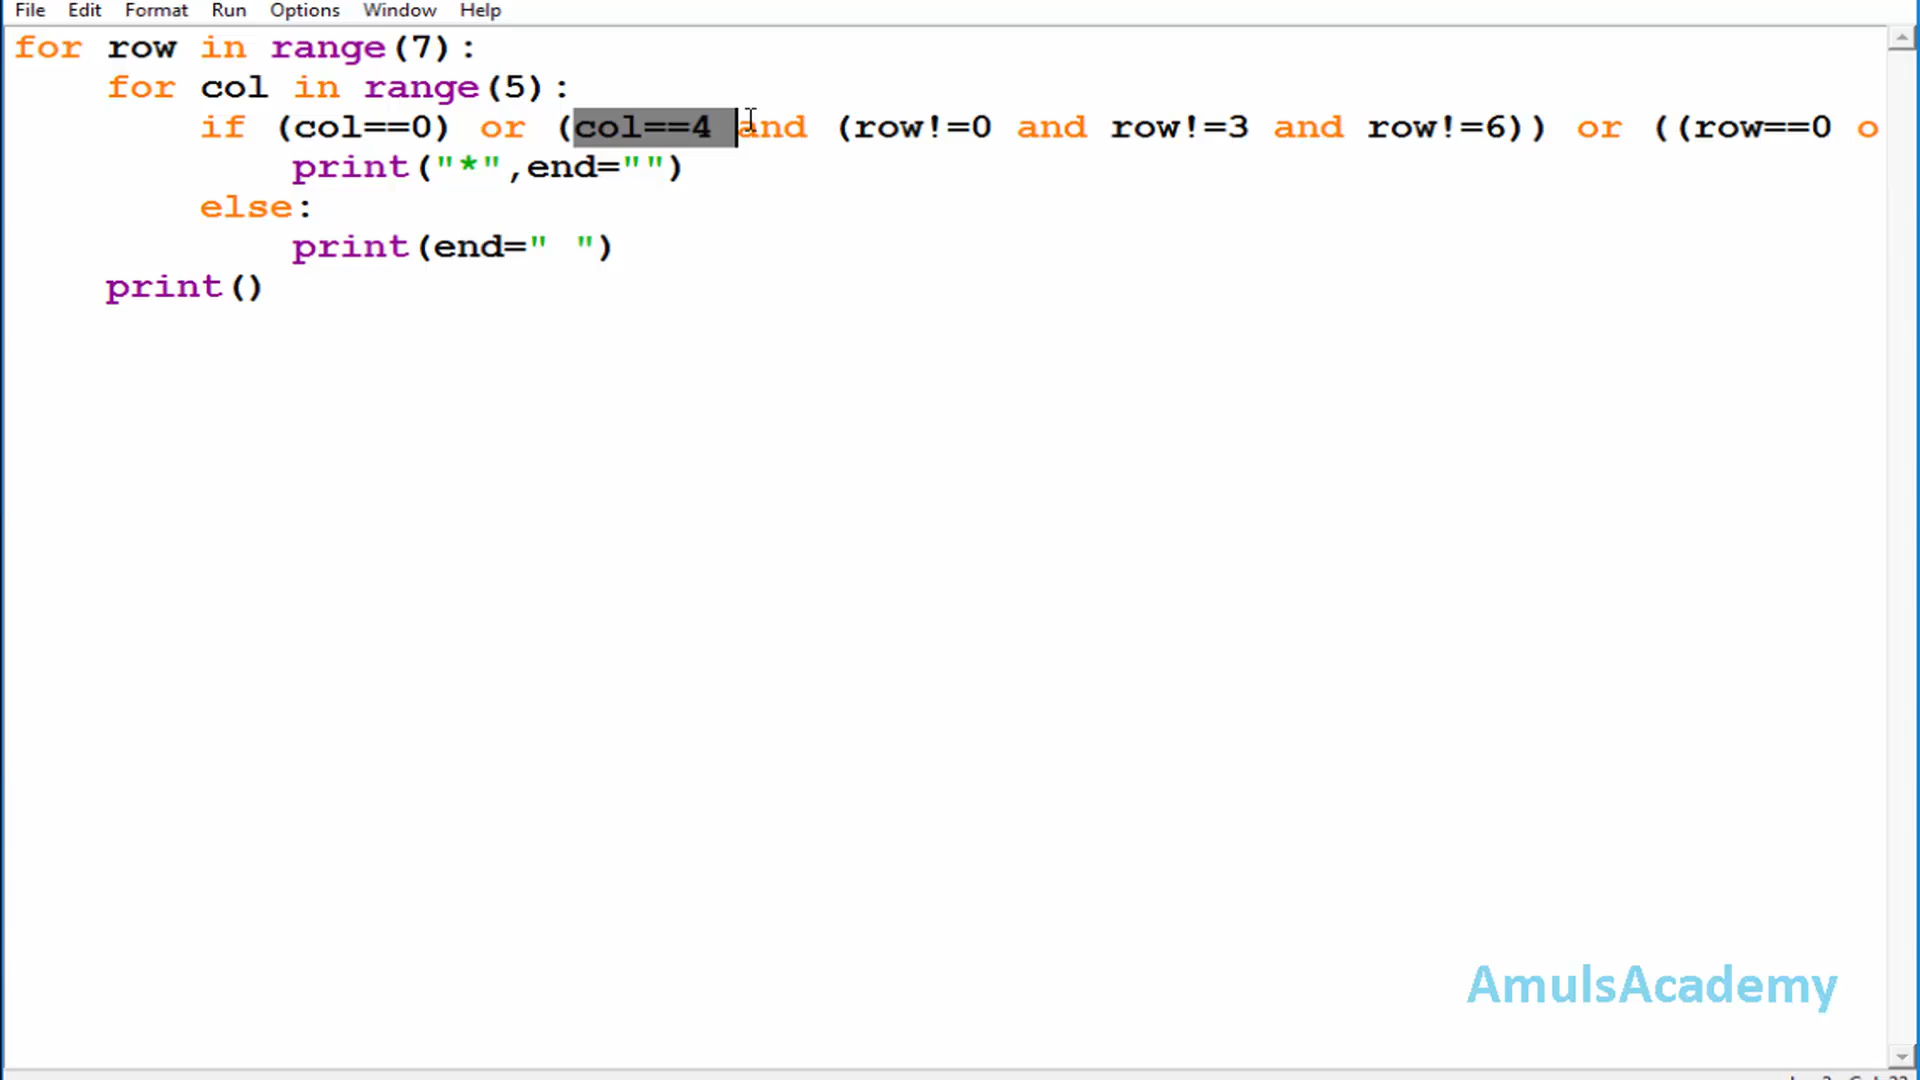 File Edit Format Run Options Window Help
for row in range(7):
    for col in range(5):
        if (col==0) or (col==4 and (row!=0 and row!=3 and row!=6)) or ((row==0 o
            print("*",end="")
        else:
            print(end=" ")
    print()
AmulsAcademy